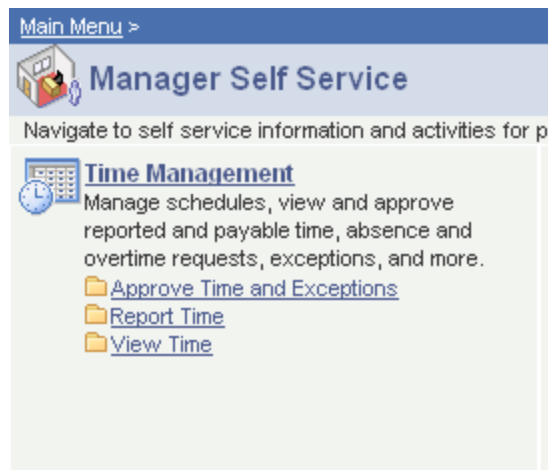 Main Menu >
Manager Self Service
Navigate to self service information and activities for p
Time Management
Manage schedules, view and approve
reported and payable time, absence and
overtime requests, exceptions, and more.
Approve Time and Exceptions
Report Time
View Time